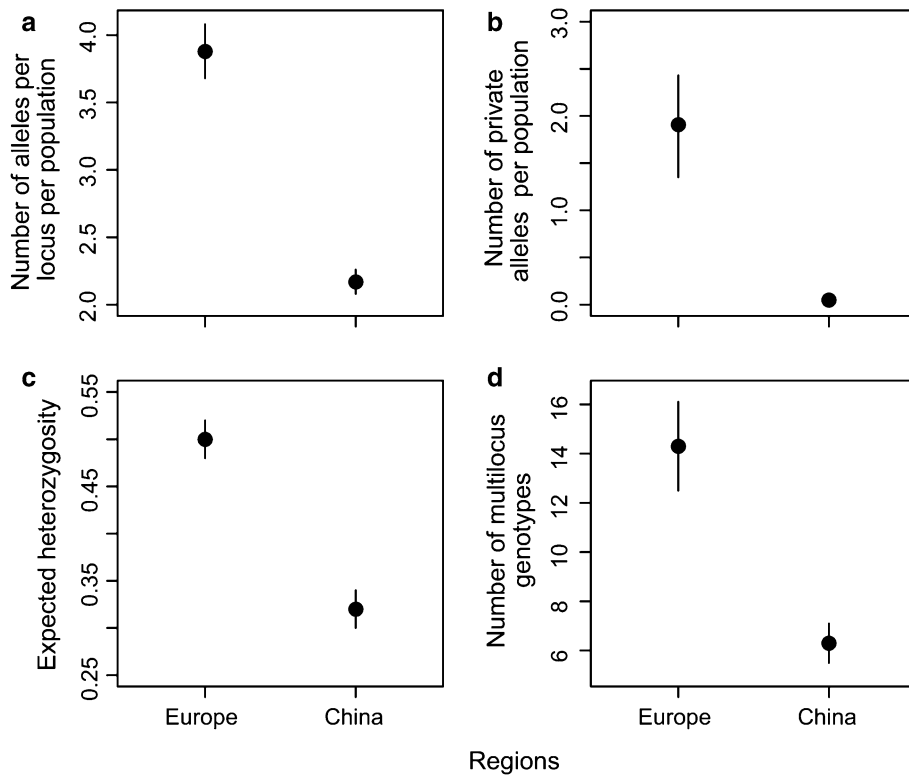 a
Number of alleles per
locus per population
4.0
3.5
3.0
2.5
2.0
b
Number of private
alleles  per population
3.0
2.0
1.0
0.0
c
Expected heterozygosity
0.55
0.45
0.35
0.25
Europe
China
d
Number of multilocus
genotypes
16
14
12
10
8
6
Europe
China
Regions